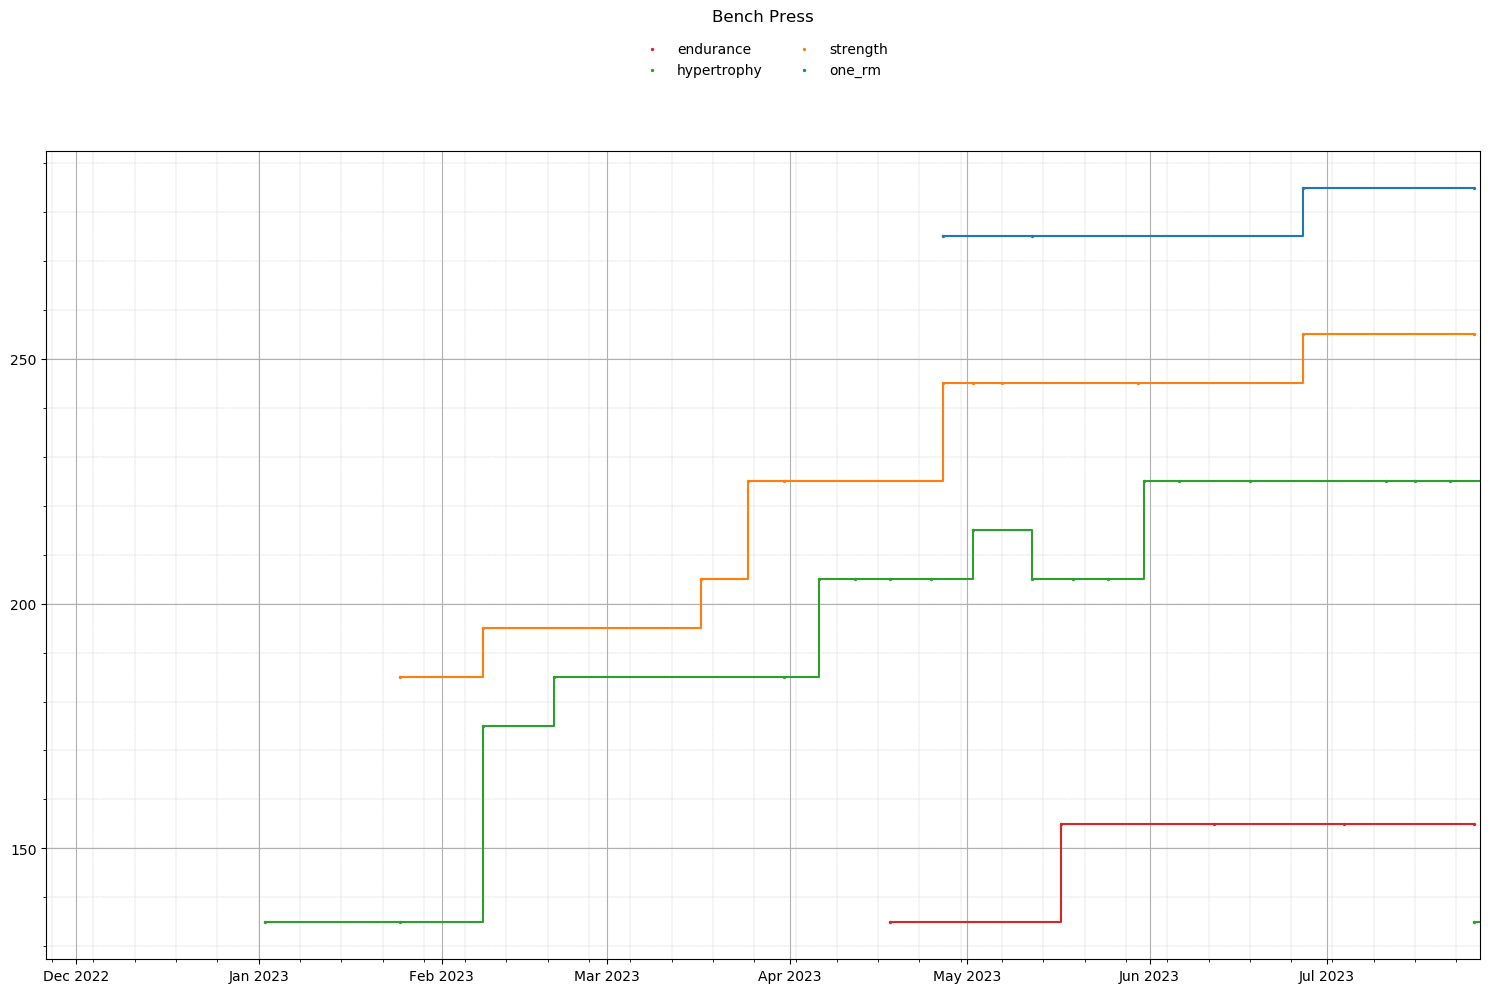 Bench Press
endurance
strength
hypertrophy
one_rm
250
200
150
Dec 2022
Jan 2023
Feb 2023
Mar 2023
Apr 2023
May 2023
Jun 2023
Jul 2023